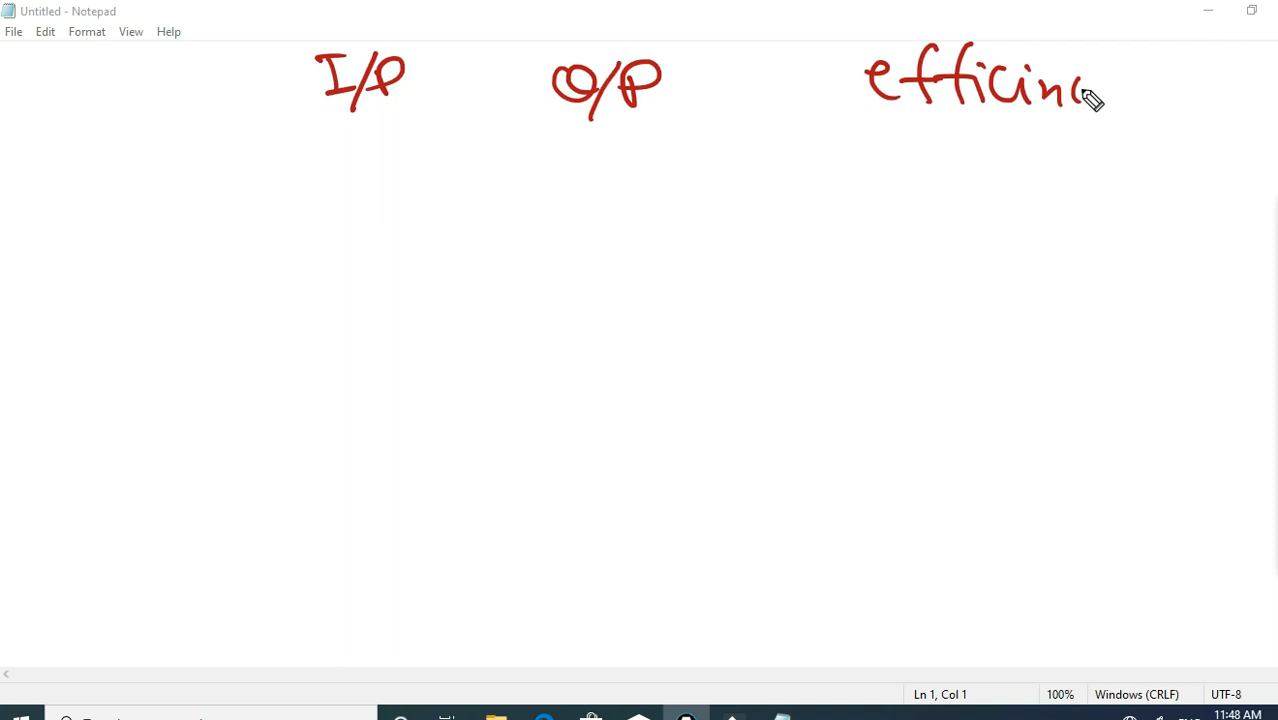 Untitled - Notepad
File Edit Format View Help
I/P O/P efficinc
Ln 1, Col 1 100% Windows (CRLF) UTF-8
11:48 AM